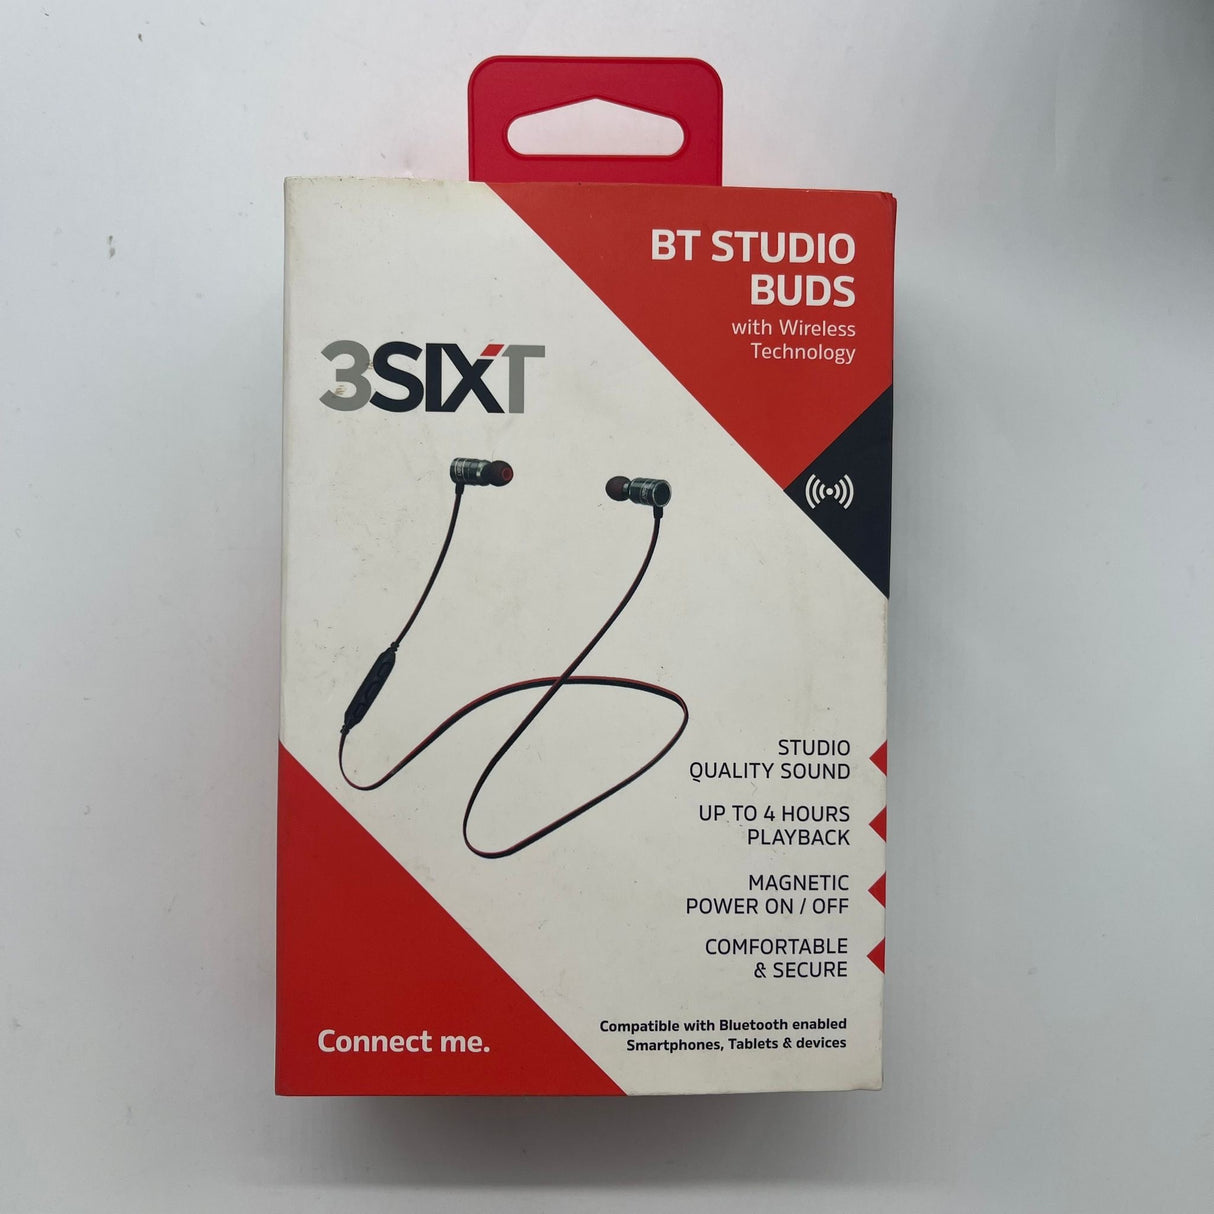 BT STUDIO
BUDS
with Wireless
Technology
3SIXT
STUDIO
QUALITY SOUND
UP TO 4 HOURS
PLAYBACK
MAGNETIC
POWER ON / OFF
COMFORTABLE
& SECURE
Compatible with Bluetooth enabled
Smartphones, Tablets & devices
Connect me.